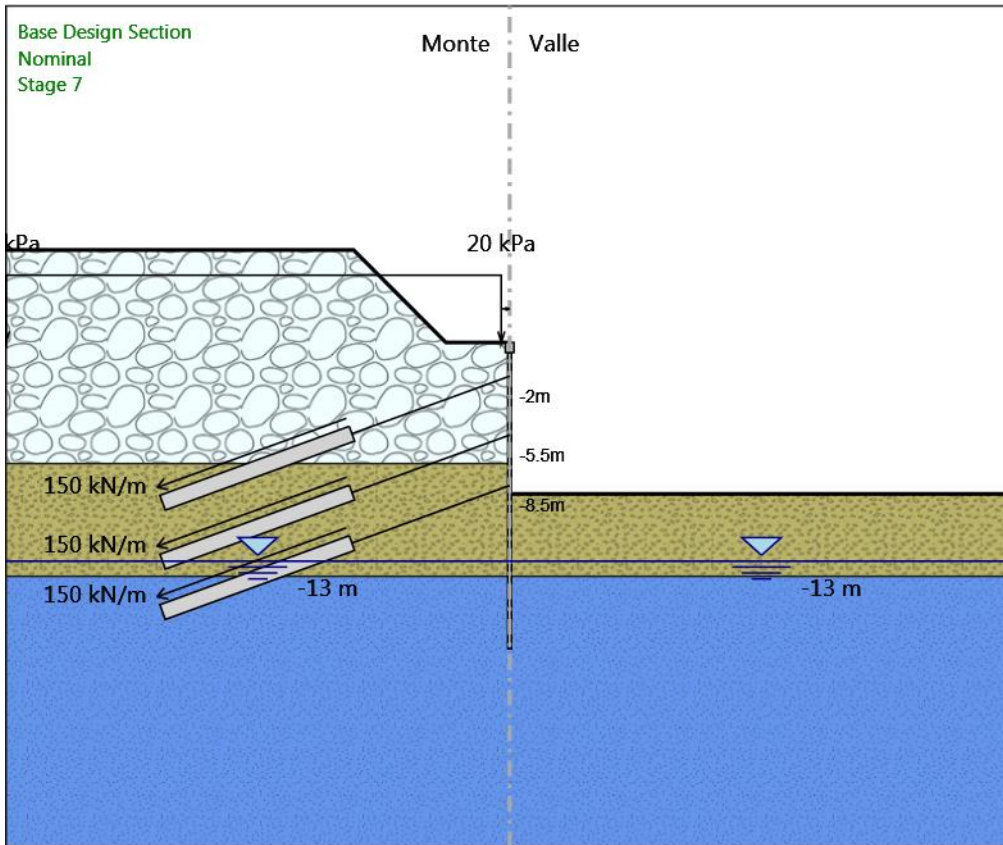 Base Design Section
Nominal
Stage 7
Monte
Valle
kPa
20 kPa
-2m
-5.5m
-8.5m
150 kN/m
150 kN/m
150 kN/m
-13 m
-13 m